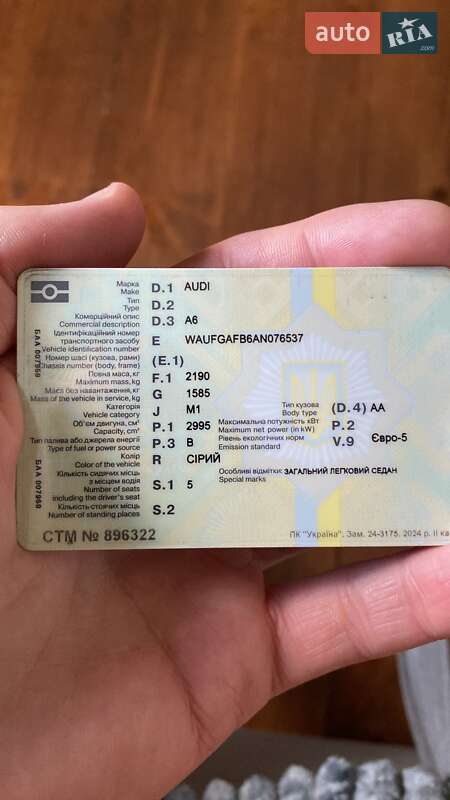 auto RIA .com
Марка D.1 AUDI
Make
Тип D.2
Type
Комерційний опис D.3 A6
Commercial description
Ідентифікаційний номер
транспортного засобу E WAUFGAFB6AN076537
Vehicle identification number
Номер шасі (кузова, рами) (E.1)
Chassis number (body, frame)
Повна маса, кг F.1 2190
Maximum mass, kg
Маса без навантаження, кг G 1585
Mass of the vehicle in service, kg
Категорія J M1
Vehicle category
Об'єм двигуна, см³ P.1 2995
Capacity, cm³
Тип палива або джерела енергії P.3 B
Type of fuel or power source
Колір R СІРИЙ
Color of the vehicle
Кількість сидячих місць
з місцем водія S.1 5
Number of seats
including the driver's seat
Кількість стоячих місць S.2
Number of standing places
Тип кузова (D.4) AA
Body type
Максимальна потужність кВт P.2
Maximum net power (in kW)
Рівень екологічних норм V.9 Євро-5
Emission standard
Особливі відмітки: ЗАГАЛЬНИЙ ЛЕГКОВИЙ СЕДАН
Special marks
БАА 007969
БАА 007969
СТМ № 896322
ПК "Україна". Зам. 24-3175. 2024 р. II кв